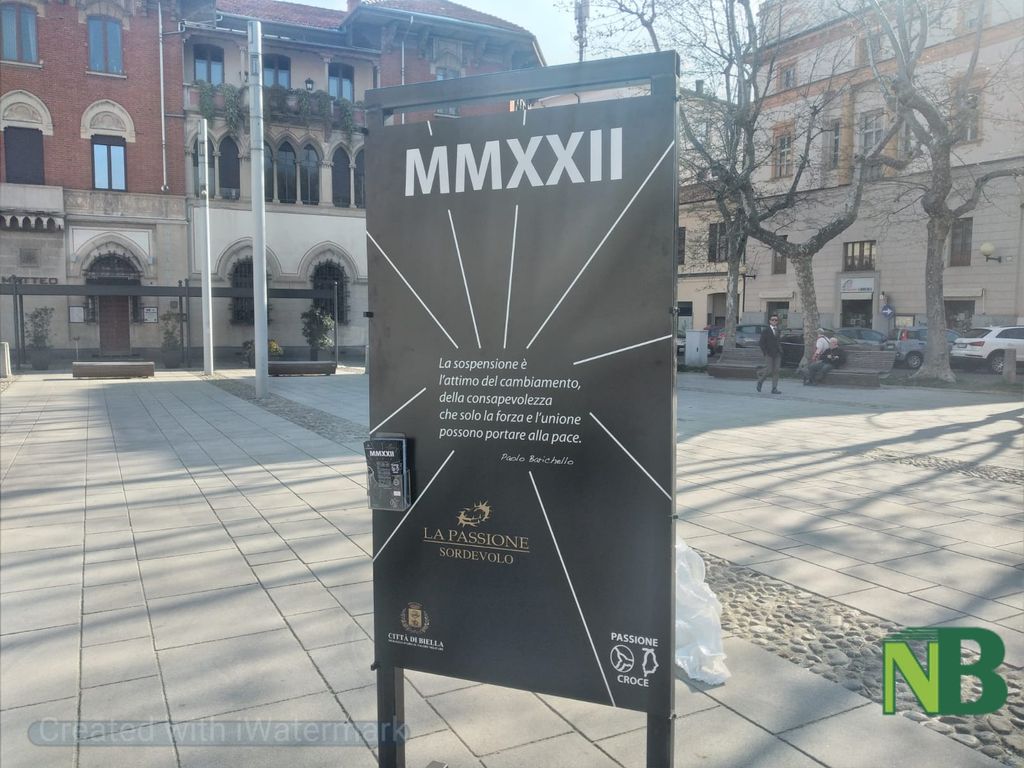 MMXXII
La sospensione è
l'attimo del cambiamento,
della consapevolezza
che solo la forza e l'unione
possono portare alla pace.
Paolo Barichello
MMXXII
LA PASSIONE
SORDEVOLO
CITTÀ DI BIELLA
PASSIONE
CROCE
NB
Created with iWatermark